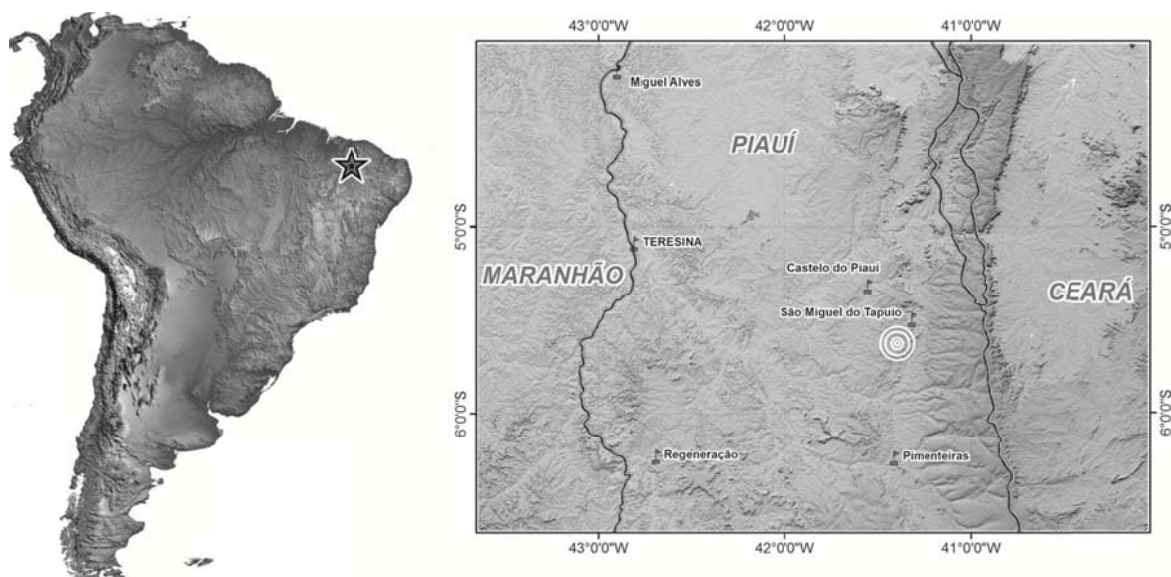 43°0'0"W 42°0'0"W 41°0'0"W
Miguel Alves
PIAUÍ
5°0'0"S 5°0'0"S
TERESINA
MARANHÃO
Castelo do Piauí
CEARÁ
São Miguel do Tapuio
6°0'0"S 6°0'0"S
Regeneração
Pimenteiras
43°0'0"W 42°0'0"W 41°0'0"W